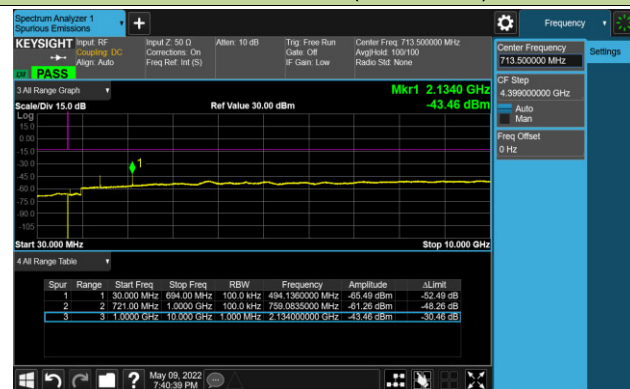 Spectrum Analyzer 1
Spurious Emissions
+
Frequency
KEYSIGHT
Input: RF
Coupling: DC
Align: Auto
Input Z: 50 Ω
Corrections: On
Freq Ref: Int (S)
Atten: 10 dB
Trig: Free Run
Gate: Off
IF Gain: Low
Center Freq: 713.500000 MHz
Avg|Hold: 100/100
Radio Std: None
LXI PASS
Center Frequency
713.500000 MHz
Settings
CF Step
4.399000000 GHz
Auto
Man
Freq Offset
0 Hz
3 All Range Graph
Mkr1 2.1340 GHz
Scale/Div 15.0 dB
Ref Value 30.00 dBm
-43.46 dBm
Log
15.0
0.00
-15.0
-30.0
-45.0
-60.0
-75.0
-90.0
-105
1
Start 30.000 MHz
Stop 10.000 GHz
4 All Range Table
Spur Range Start Freq Stop Freq RBW Frequency Amplitude ΔLimit
1 1 30.000 MHz 694.00 MHz 100.0 kHz 494.1360000 MHz -65.49 dBm -52.49 dB
2 2 721.00 MHz 1.0000 GHz 100.0 kHz 759.0835000 MHz -61.26 dBm -48.26 dB
3 3 1.0000 GHz 10.000 GHz 1.000 MHz 2.134000000 GHz -43.46 dBm -30.46 dB
?
May 09, 2022
7:40:39 PM